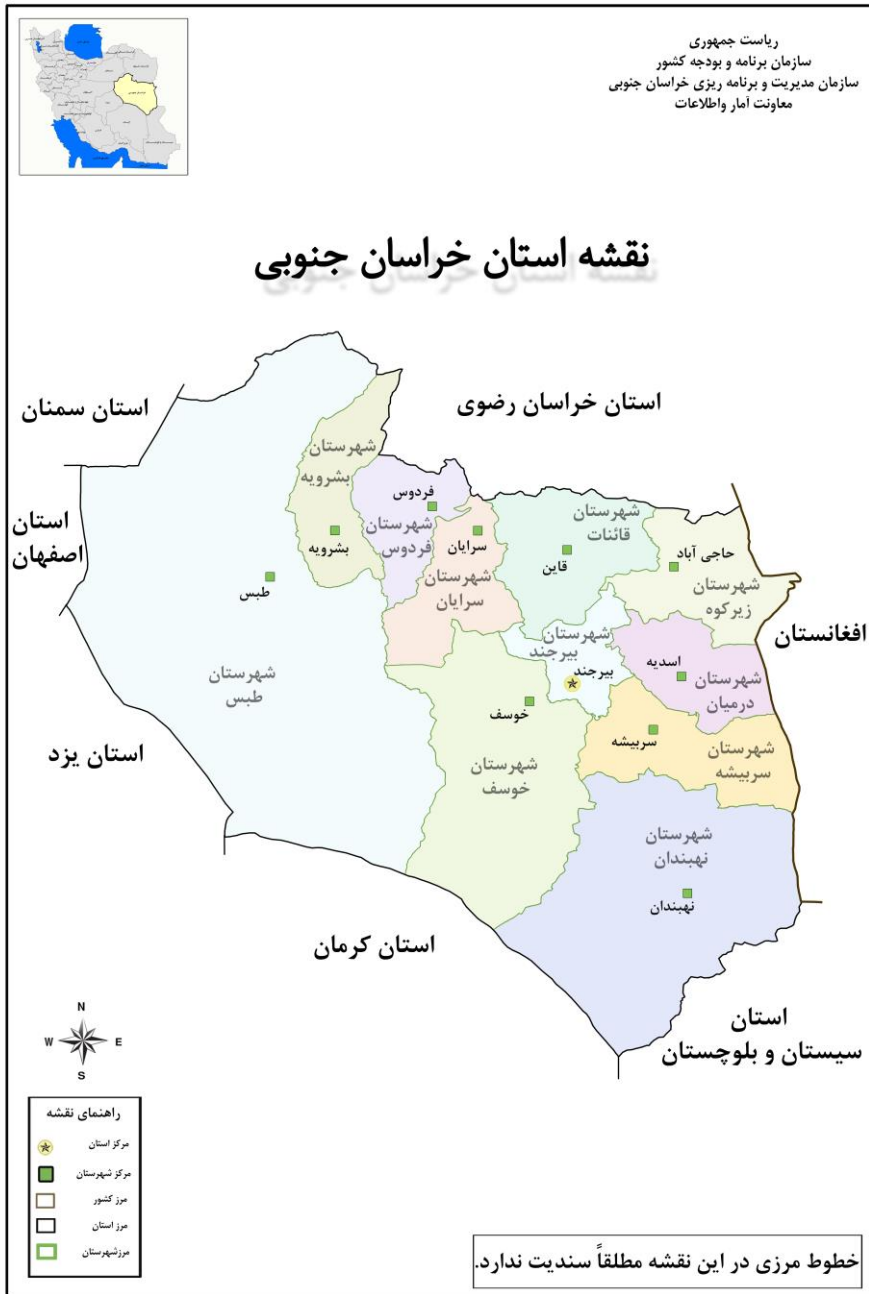 ریاست جمهوری
سازمان برنامه و بودجه کشور
سازمان مدیریت و برنامه ریزی خراسان جنوبی
معاونت آمار واطلاعات
نقشه استان خراسان جنوبی
استان سمنان
استان خراسان رضوی
استان
اصفهان
افغانستان
استان یزد
استان کرمان
استان
سیستان و بلوچستان
شهرستان
بشرویه
بشرویه
فردوس
شهرستان
فردوس
سرایان
شهرستان
سرایان
شهرستان
قائنات
قاین
حاجی آباد
شهرستان
زیرکوه
طبس
شهرستان
طبس
شهرستان
بیرجند
بیرجند
اسدیه
شهرستان
درمیان
خوسف
شهرستان
خوسف
سربیشه
شهرستان
سربیشه
شهرستان
نهبندان
نهبندان
N
W E
S
راهنمای نقشه
مرکز استان
مرکز شهرستان
مرز کشور
مرز استان
مرزشهرستان
خطوط مرزی در این نقشه مطلقاً سندیت ندارد.